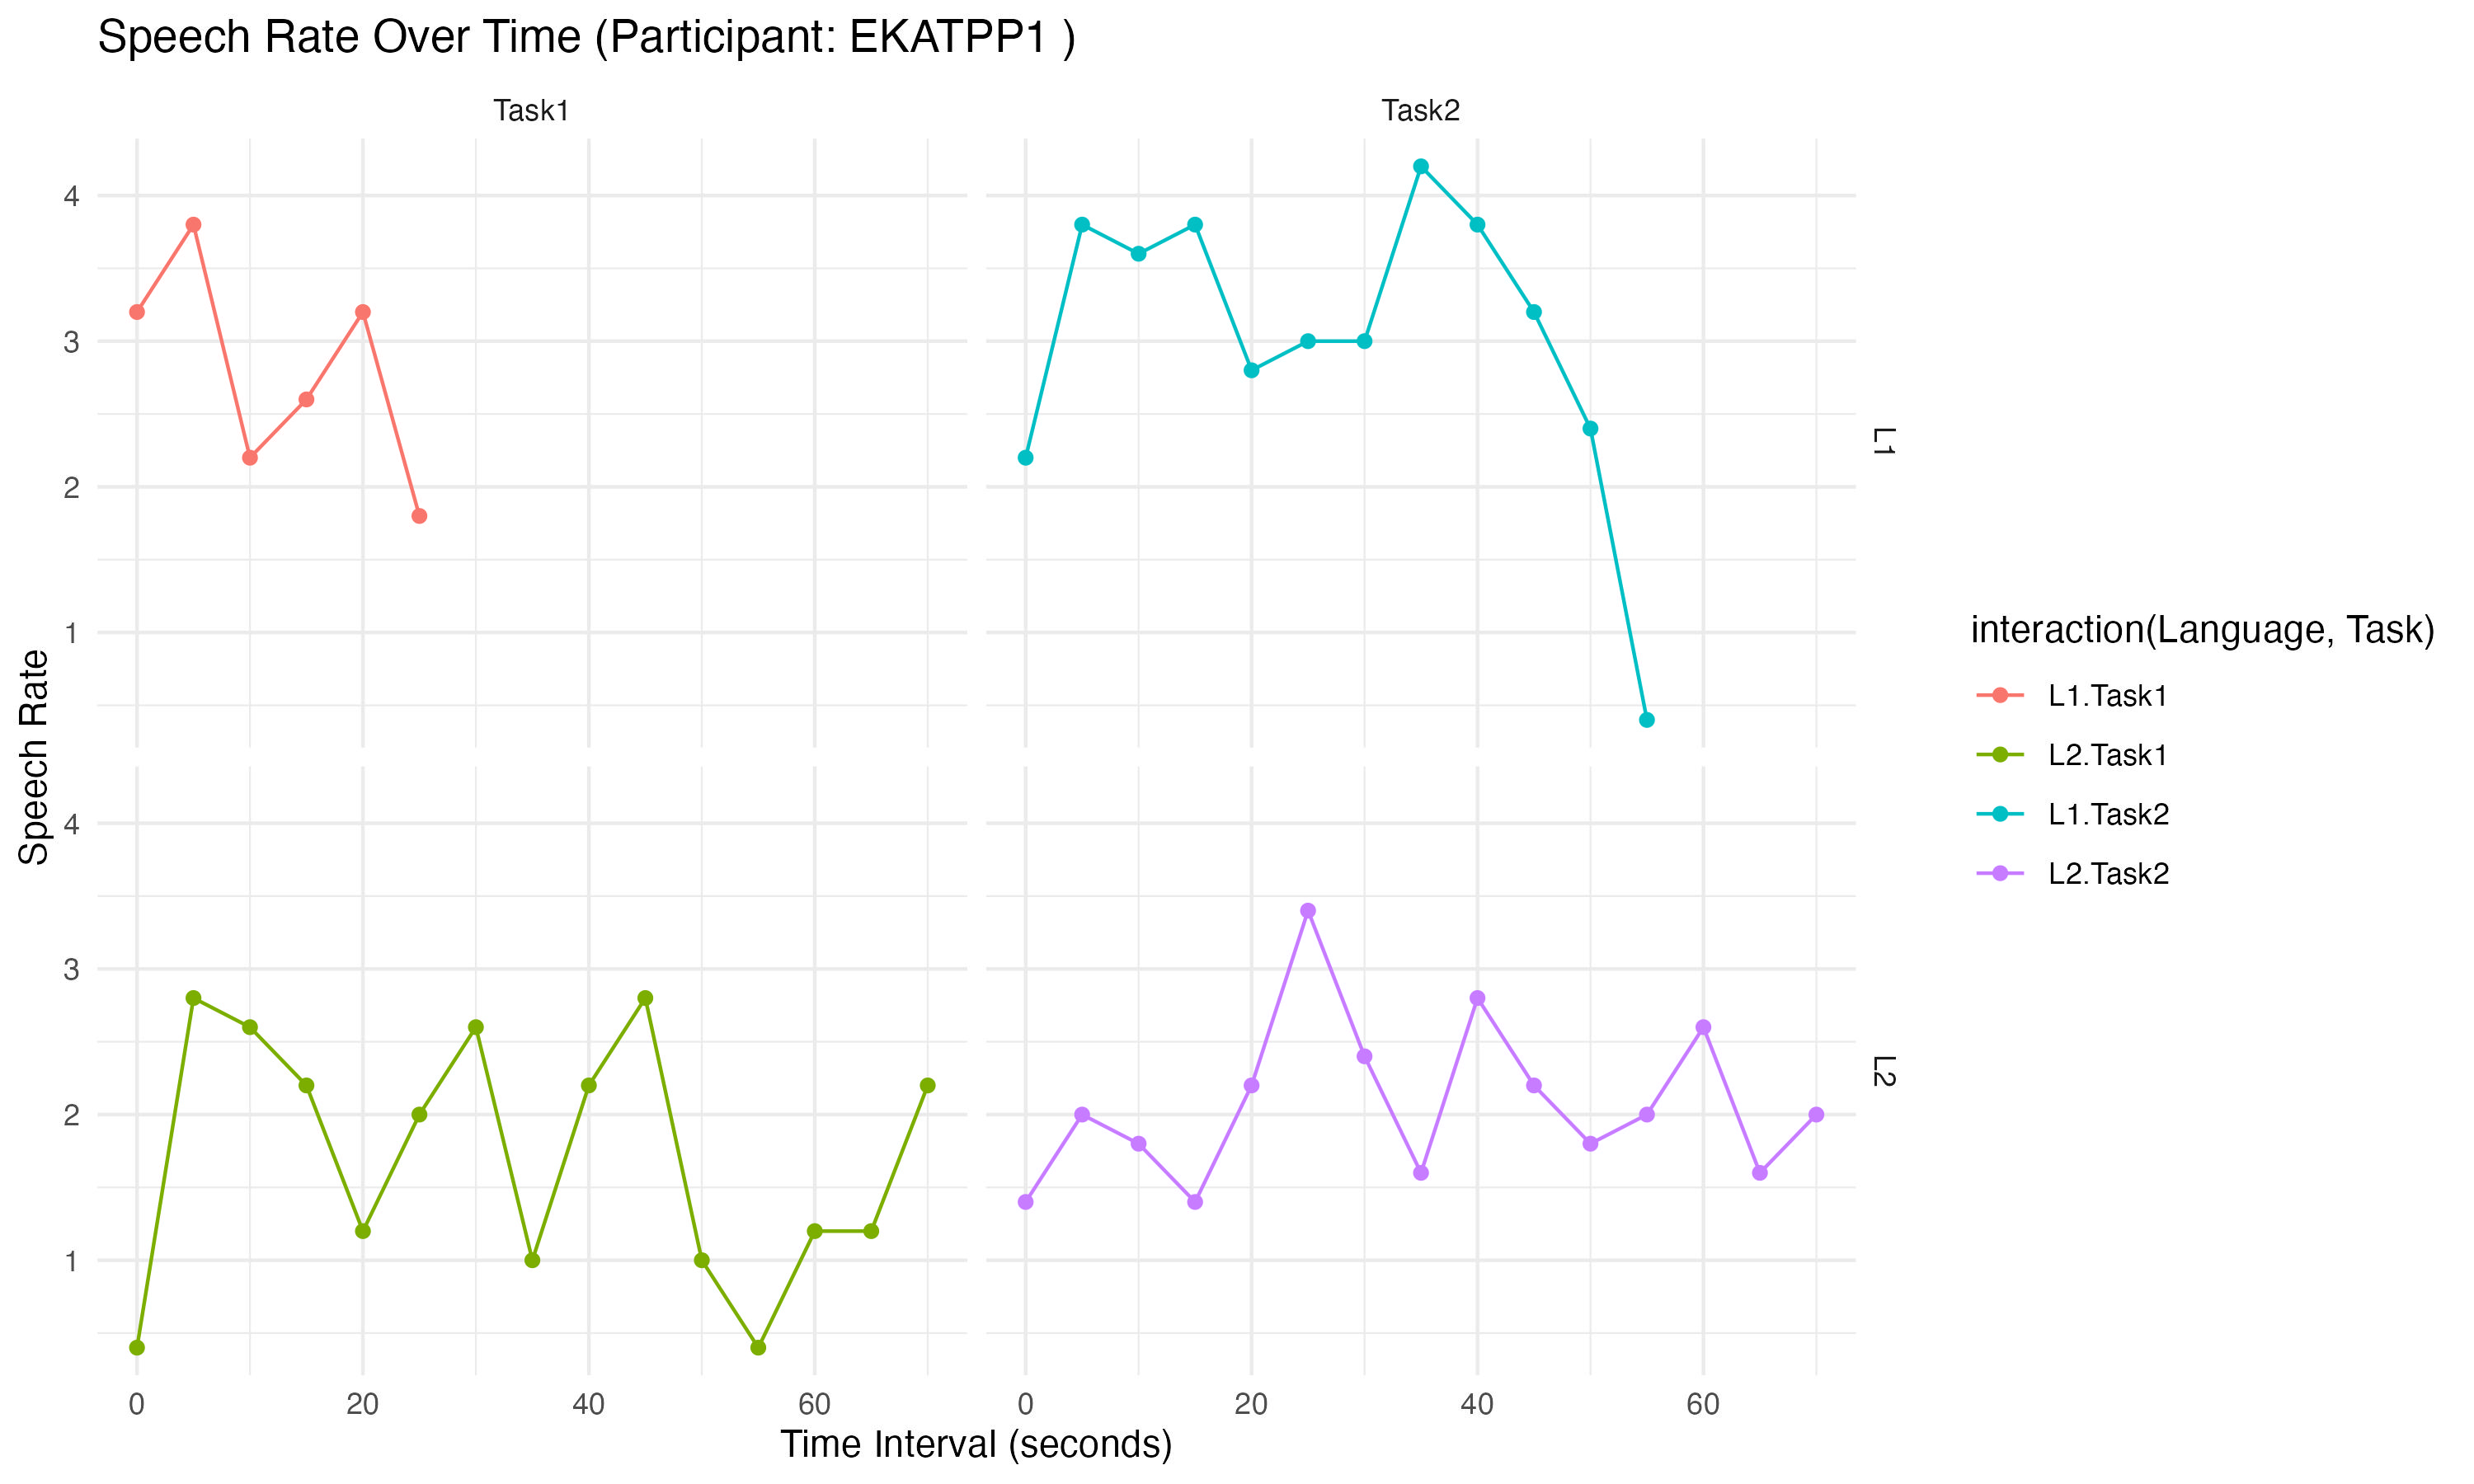 Speech Rate Over Time (Participant: EKATPP1 )
Task1
Task2
4
3
2
1
L1
4
3
2
1
L2
Speech Rate
0
20
40
60
0
20
40
60
Time Interval (seconds)
interaction(Language, Task)
L1.Task1
L2.Task1
L1.Task2
L2.Task2